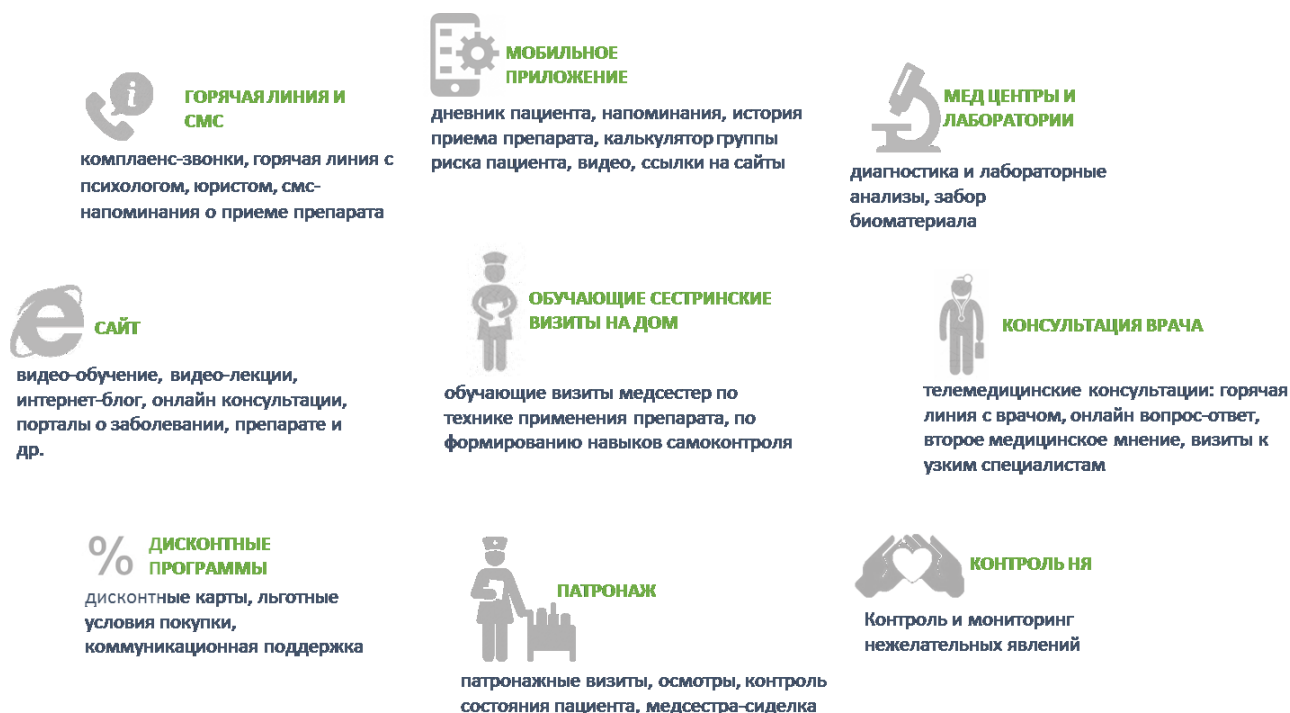 ГОРЯЧАЯ ЛИНИЯ И
СМС
комплаенс-звонки, горячая линия с
психологом, юристом, смс-
напоминания о приеме препарата
МОБИЛЬНОЕ
ПРИЛОЖЕНИЕ
дневник пациента, напоминания, история
приема препарата, калькулятор группы
риска пациента, видео, ссылки на сайты
МЕД ЦЕНТРЫ И
ЛАБОРАТОРИИ
диагностика и лабораторные
анализы, забор
биоматериала
САЙТ
видео-обучение, видео-лекции,
интернет-блог, онлайн консультации,
порталы о заболевании, препарате и
др.
ОБУЧАЮЩИЕ СЕСТРИНСКИЕ
ВИЗИТЫ НА ДОМ
обучающие визиты медсестер по
технике применения препарата, по
формированию навыков самоконтроля
КОНСУЛЬТАЦИЯ ВРАЧА
телемедицинские консультации: горячая
линия с врачом, онлайн вопрос-ответ,
второе медицинское мнение, визиты к
узким специалистам
%
ДИСКОНТНЫЕ
ПРОГРАММЫ
дисконтные карты, льготные
условия покупки,
коммуникационная поддержка
ПАТРОНАЖ
патронажные визиты, осмотры, контроль
состояния пациента, медсестра-сиделка
КОНТРОЛЬ НЯ
Контроль и мониторинг
нежелательных явлений